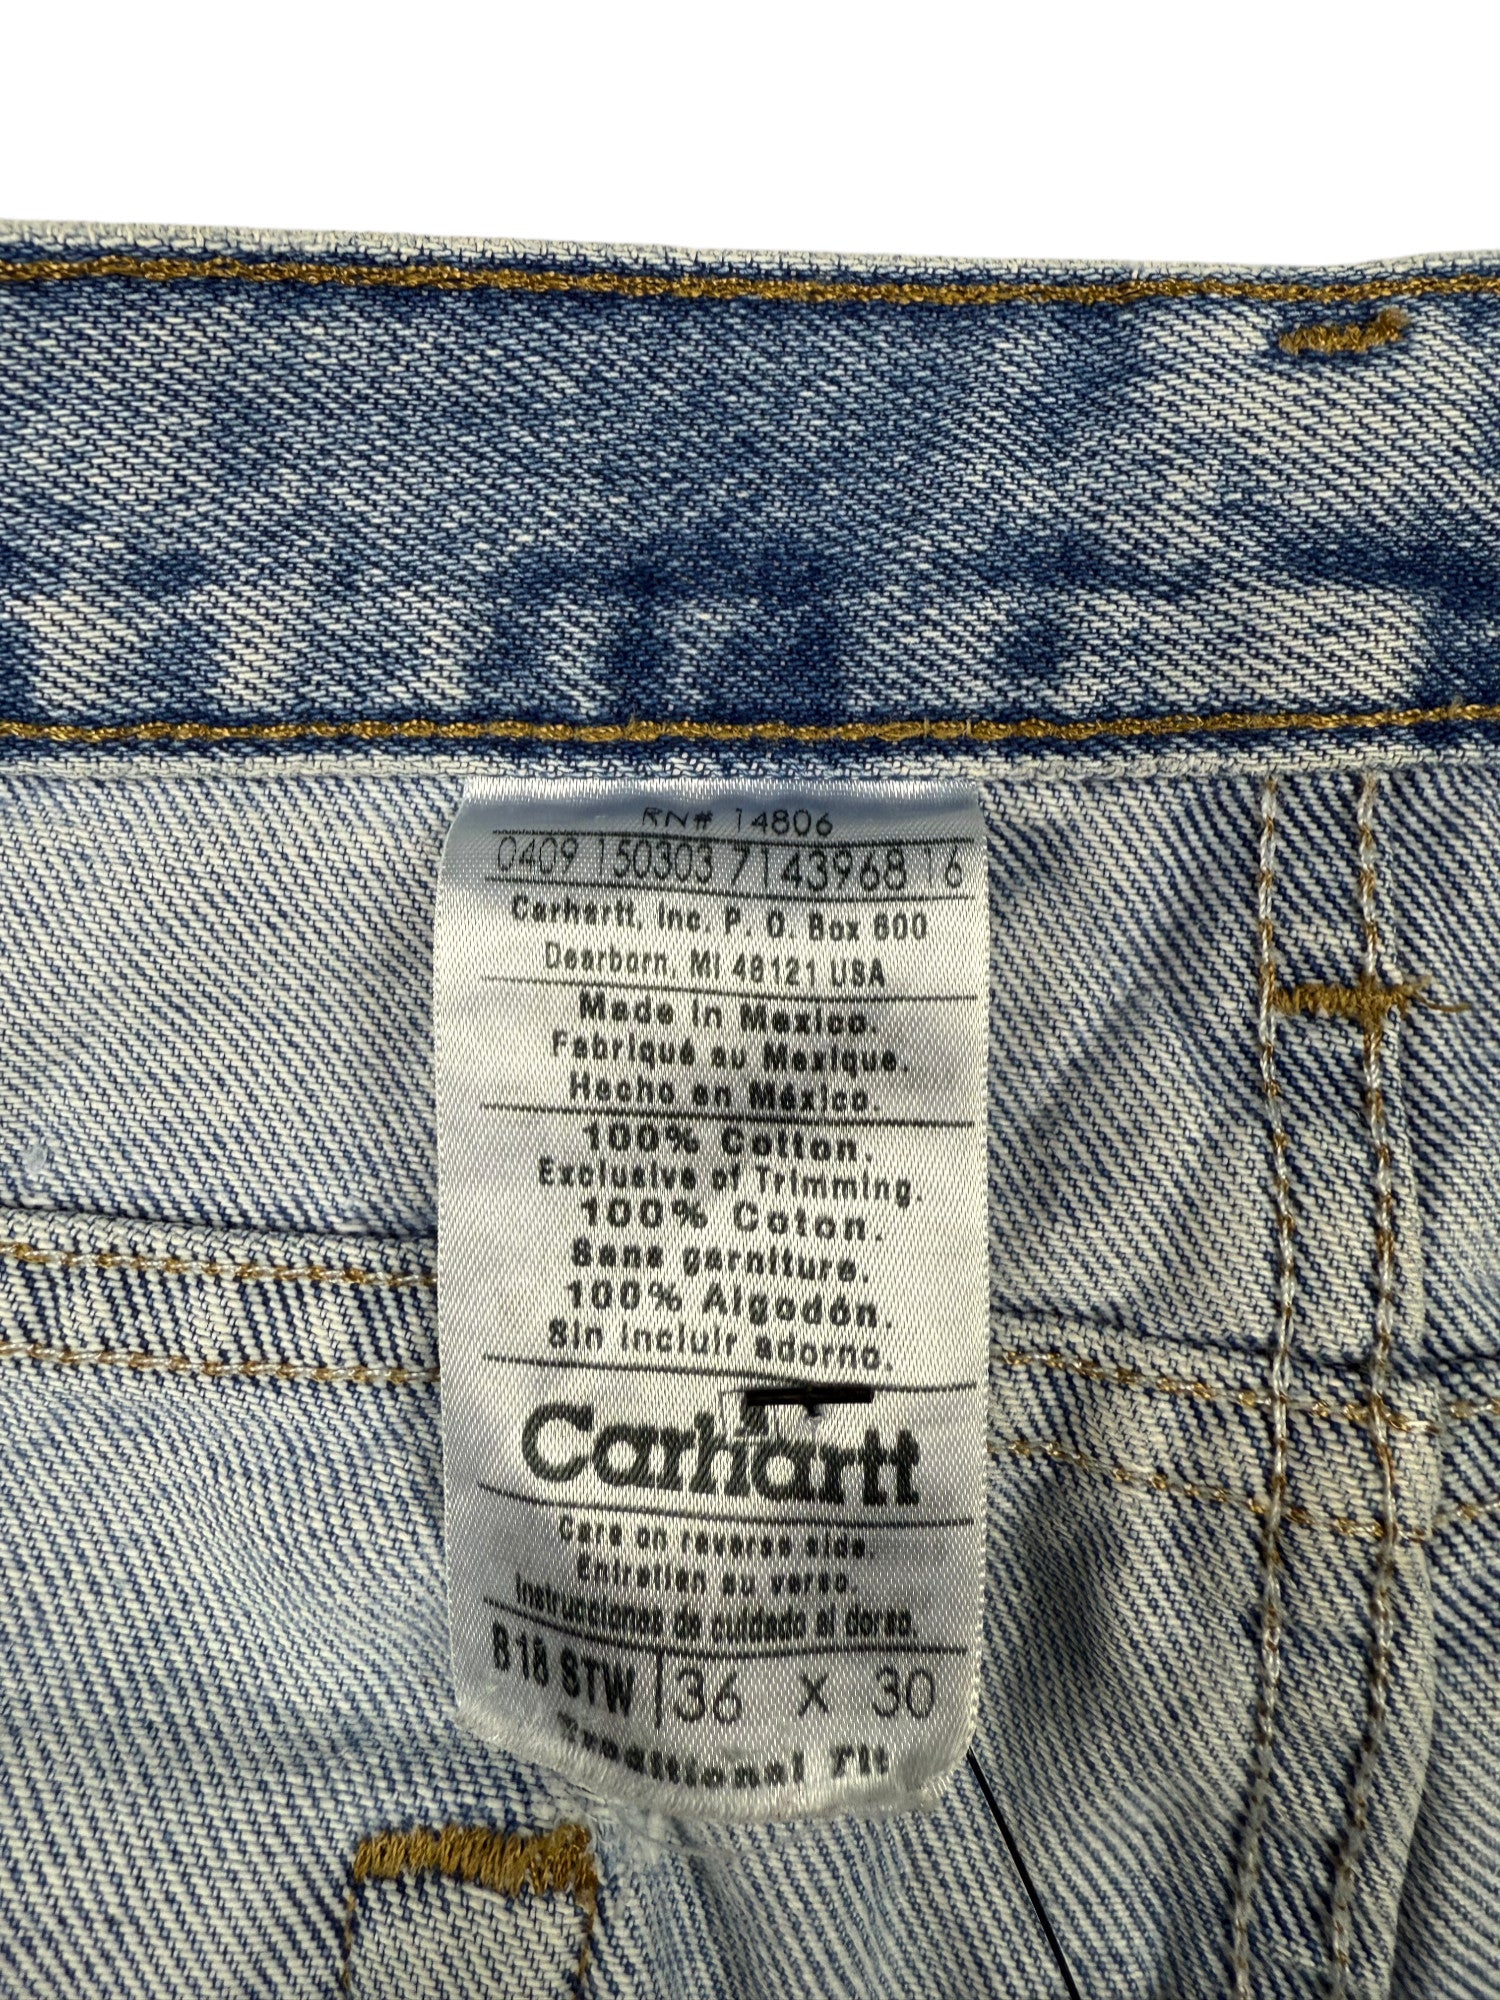 RN# 14806
0409 150303 7143968 16
Carhartt, Inc. P. O. Box 600
Dearborn, MI 48121 USA
Made in Mexico.
Fabriqué au Mexique.
Hecho en México.
100% Cotton.
Exclusive of Trimming.
100% Coton.
Sans garniture.
100% Algodón.
Sin incluir adorno.
Carhartt
Care on reverse side.
Entretien au verso.
Instrucciones de cuidado al dorso.
B18 STW 36 X 30
Traditional Fit